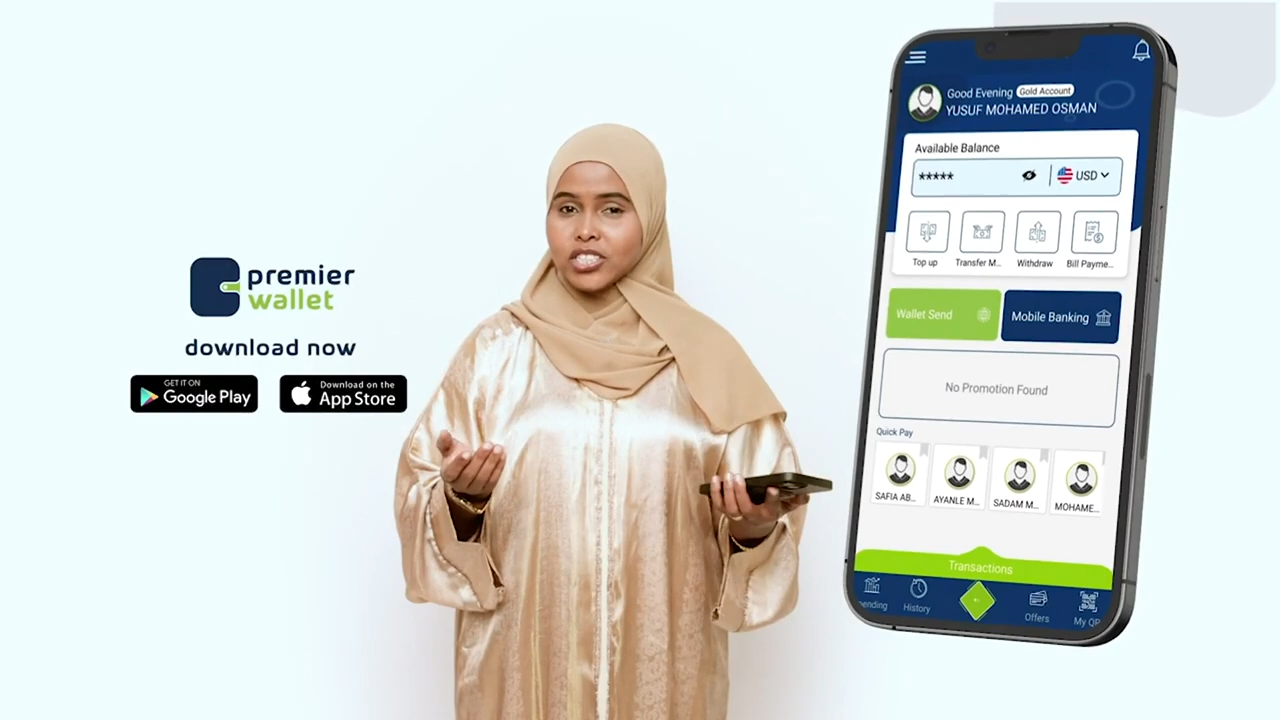 premier
wallet
download now
GET IT ON
Google Play
Download on the
App Store
Good Evening Gold Account
YUSUF MOHAMED OSMAN
Available Balance
***** USD
Top up Transfer M... Withdraw Bill Payme...
Wallet Send Mobile Banking
No Promotion Found
Quick Pay
SAFIA AB... AYANLE M... SADAM M... MOHAME...
Transactions
ending History Offers My QR